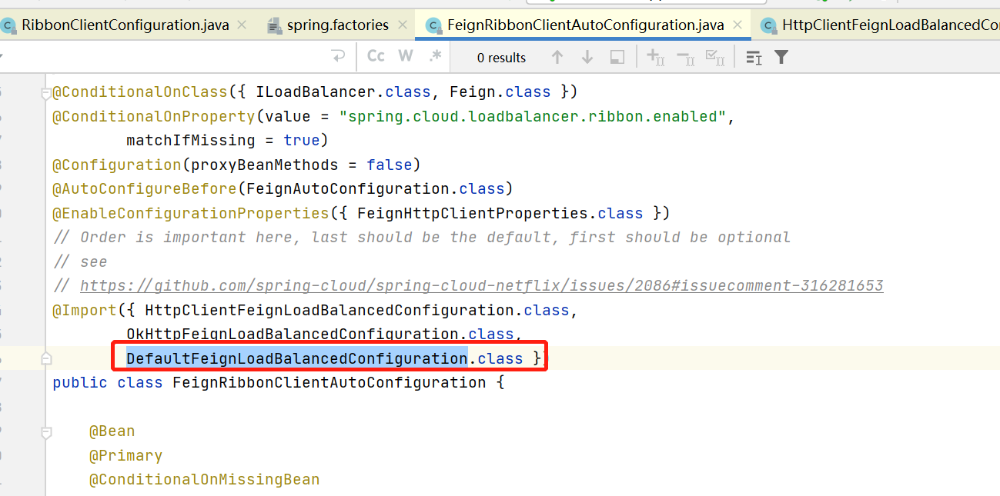 RibbonClientConfiguration.java spring.factories FeignRibbonClientAutoConfiguration.java HttpClientFeignLoadBalancedCo
Cc W .* 0 results
@ConditionalOnClass({ ILoadBalancer.class, Feign.class })
@ConditionalOnProperty(value = "spring.cloud.loadbalancer.ribbon.enabled",
matchIfMissing = true)
@Configuration(proxyBeanMethods = false)
@AutoConfigureBefore(FeignAutoConfiguration.class)
@EnableConfigurationProperties({ FeignHttpClientProperties.class })
// Order is important here, last should be the default, first should be optional
// see
// https://github.com/spring-cloud/spring-cloud-netflix/issues/2086#issuecomment-316281653
@Import({ HttpClientFeignLoadBalancedConfiguration.class,
OkHttpFeignLoadBalancedConfiguration.class,
DefaultFeignLoadBalancedConfiguration.class })
public class FeignRibbonClientAutoConfiguration {
@Bean
@Primary
@ConditionalOnMissingBean